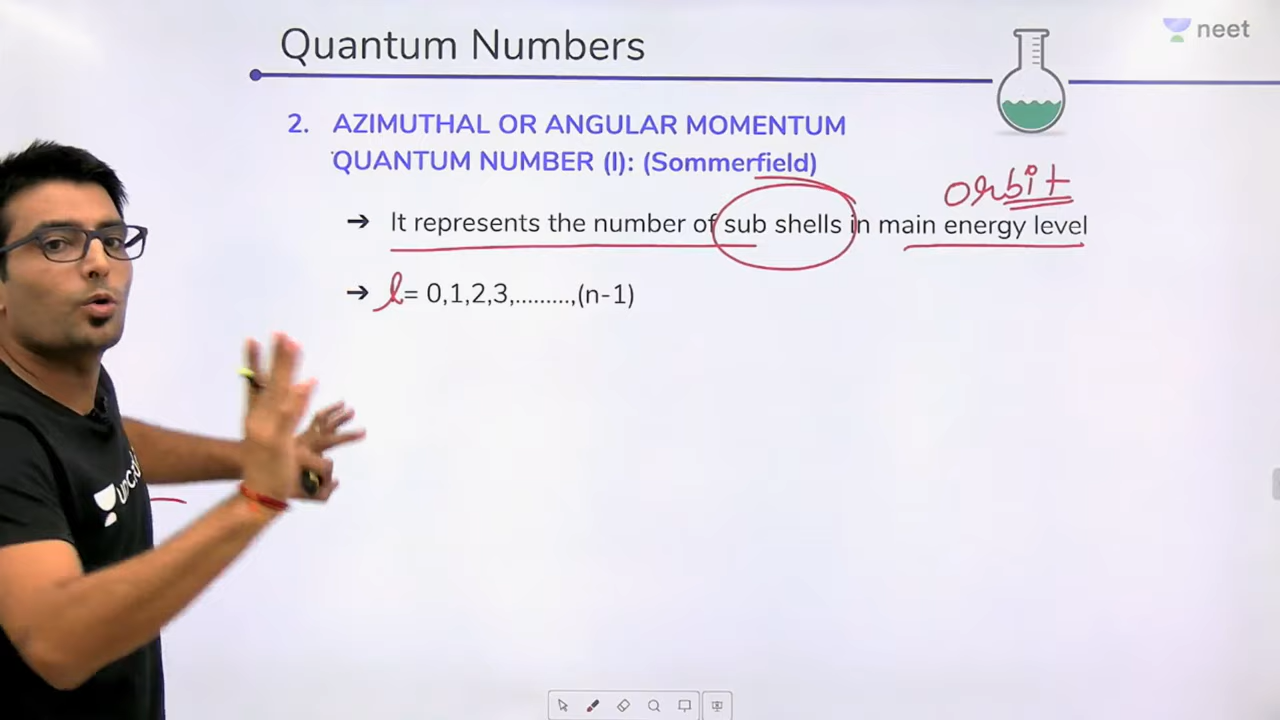 Quantum Numbers
neet
2. AZIMUTHAL OR ANGULAR MOMENTUM
QUANTUM NUMBER (l): (Sommerfield)
orbit
➔ It represents the number of sub shells in main energy level
➔ l= 0,1,2,3,.........,(n-1)